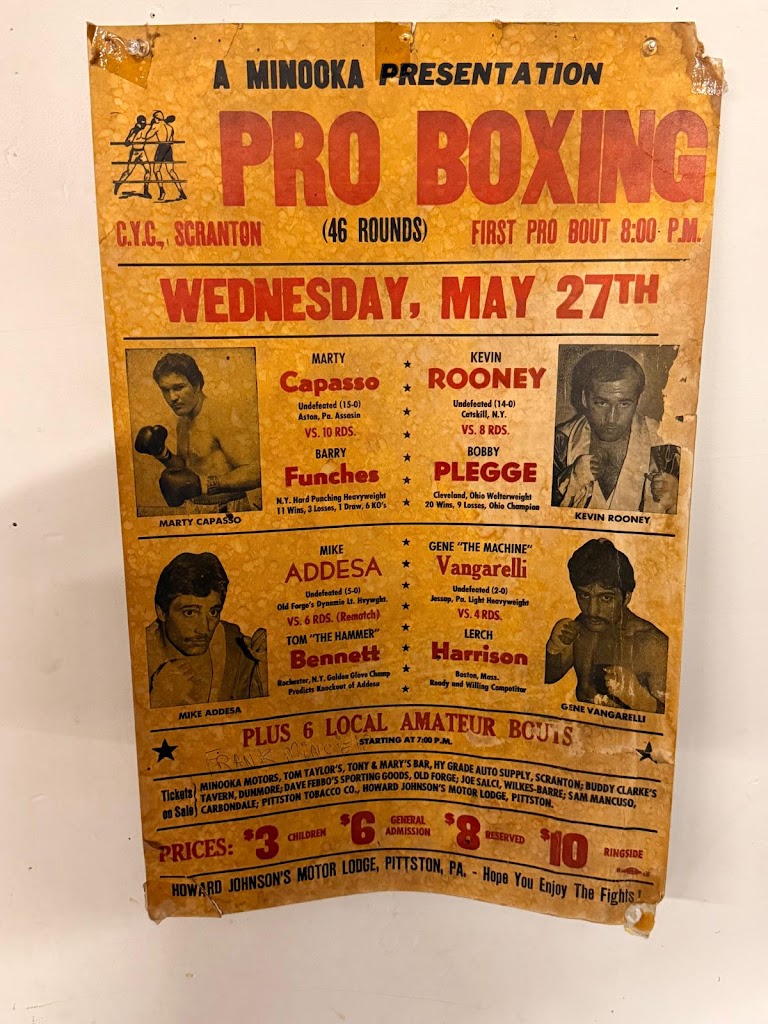 A MINOOKA PRESENTATION
PRO BOXING
C.Y.C., SCRANTON (46 ROUNDS) FIRST PRO BOUT 8:00 P.M.
WEDNESDAY, MAY 27TH
MARTY
Capasso
Undefeated (15-0)
Aston, Pa. Assasin
VS. 10 RDS.
BARRY
Funches
N.Y. Hard Punching Heavyweight
11 Wins, 3 Losses, 1 Draw, 6 KO's
MARTY CAPASSO
KEVIN
ROONEY
Undefeated (14-0)
Catskill, N.Y.
VS. 8 RDS.
BOBBY
PLEGGE
Cleveland, Ohio Welterweight
20 Wins, 9 Losses, Ohio Champion
KEVIN ROONEY
MIKE
ADDESA
Undefeated (5-0)
Old Forge's Dynamic Lt. Hvywght.
VS. 6 RDS. (Rematch)
TOM "THE HAMMER"
Bennett
Rochester, N.Y. Golden Glove Champ
Predicts Knockout of Addesa
MIKE ADDESA
GENE "THE MACHINE"
Vangarelli
Undefeated (2-0)
Jessup, Pa. Light Heavyweight
VS. 4 RDS.
LERCH
Harrison
Boston, Mass.
Ready and Willing Competitor
GENE VANGARELLI
PLUS 6 LOCAL AMATEUR BOUTS
STARTING AT 7:00 P.M.
FRANK
Tickets on Sale
MINOOKA MOTORS, TOM TAYLOR'S, TONY & MARY'S BAR, HY GRADE AUTO SUPPLY, SCRANTON; BUDDY CLARKE'S
TAVERN, DUNMORE; DAVE FEBBO'S SPORTING GOODS, OLD FORGE; JOE SALCI, WILKES-BARRE; SAM MANCUSO,
CARBONDALE; PITTSTON TOBACCO CO., HOWARD JOHNSON'S MOTOR LODGE, PITTSTON.
PRICES: $3 CHILDREN $6 GENERAL ADMISSION $8 RESERVED $10 RINGSIDE
HOWARD JOHNSON'S MOTOR LODGE, PITTSTON, PA. - Hope You Enjoy The Fights!